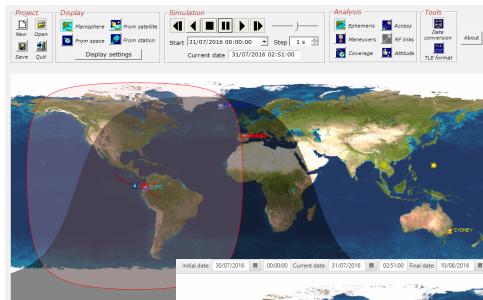 Project
Display
Simulation
Analysis
Tools
New
Open
Save
Quit
Planisphere
From satellite
From space
From station
Display settings
Start 31/07/2016 00:00:00 Step 1 s
Current date 31/07/2016 02:51:00
Ephemeris
Access
Maneuvers
RF links
Coverage
Attitude
Date
conversion
TLE format
About
QUITO
SYDNEY
Initial date: 30/07/2016 00:00:00 Current date: 31/07/2016 02:51:00 Final date: 10/08/2016